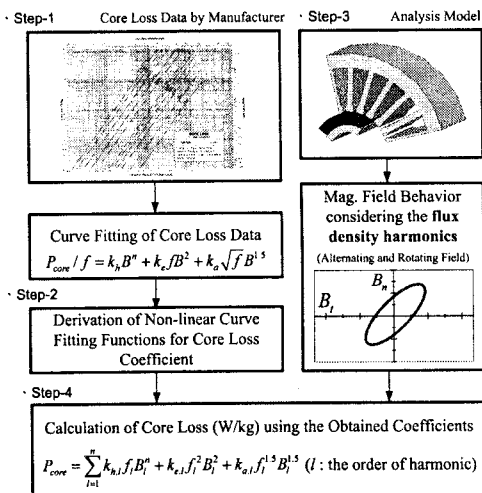 · Step-1
Core Loss Data by Manufacturer
Curve Fitting of Core Loss Data
P_core / f = k_h B^n + k_e f B^2 + k_a √f B^1.5
· Step-2
Derivation of Non-linear Curve
Fitting Functions for Core Loss
Coefficient
· Step-3
Analysis Model
Mag. Field Behavior
considering the flux
density harmonics
(Alternating and Rotating Field)
B_n
B_t
· Step-4
Calculation of Core Loss (W/kg) using the Obtained Coefficients
P_core = ∑_{l=1}^{n} k_{h,l} f_l B_l^n + k_{e,l} f_l^2 B_l^2 + k_{a,l} f_l^1.5 B_l^1.5 (l : the order of harmonic)